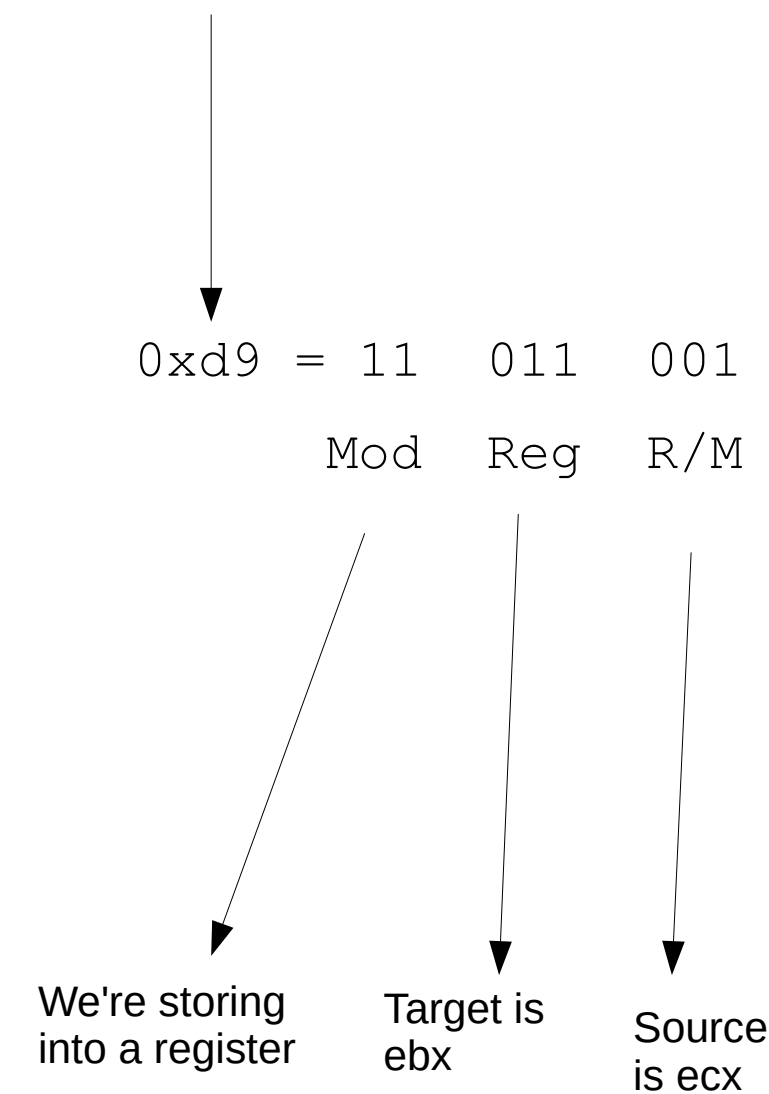 0xd9 = 11 011 001
Mod Reg R/M
We're storing
into a register
Target is
ebx
Source
is ecx